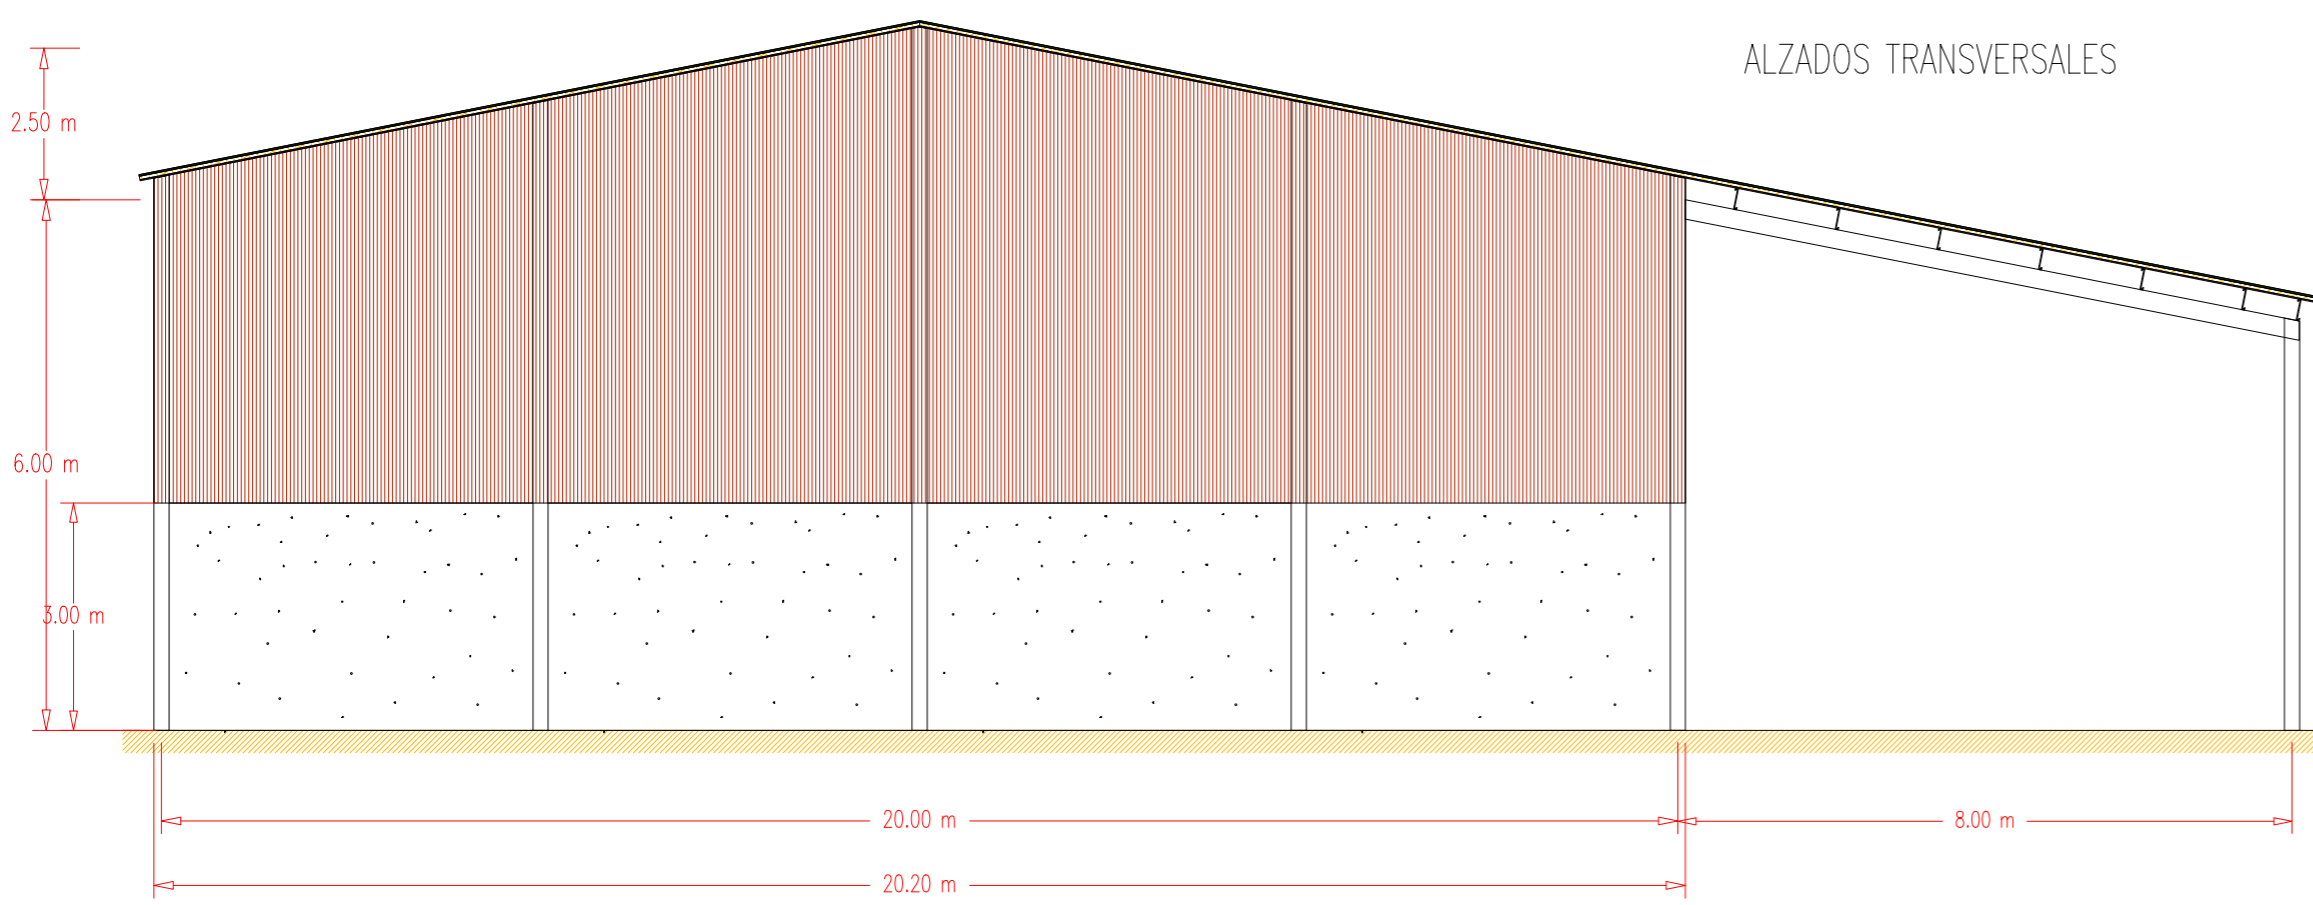 ALZADOS TRANSVERSALES
2.50 m
6.00 m
3.00 m
20.00 m
8.00 m
20.20 m